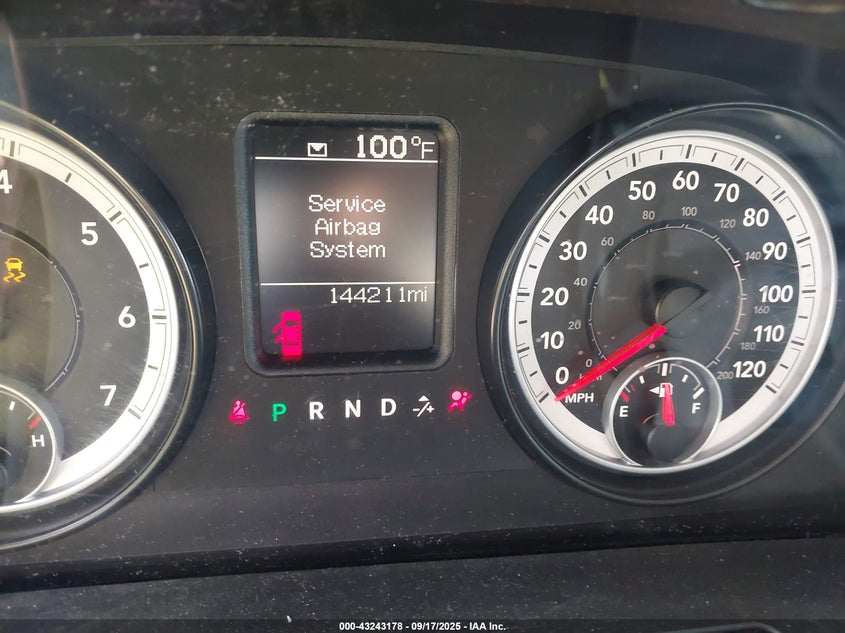 100°F
Service
Airbag
System
144211mi
4
5
6
7
H
P R N D -/+
0 10 20 30 40 50 60 70 80 90 100 110 120
MPH
0 20 40 60 80 100 120 140 160 180 200
E F
000-43243178 - 09/17/2025 - IAA Inc.